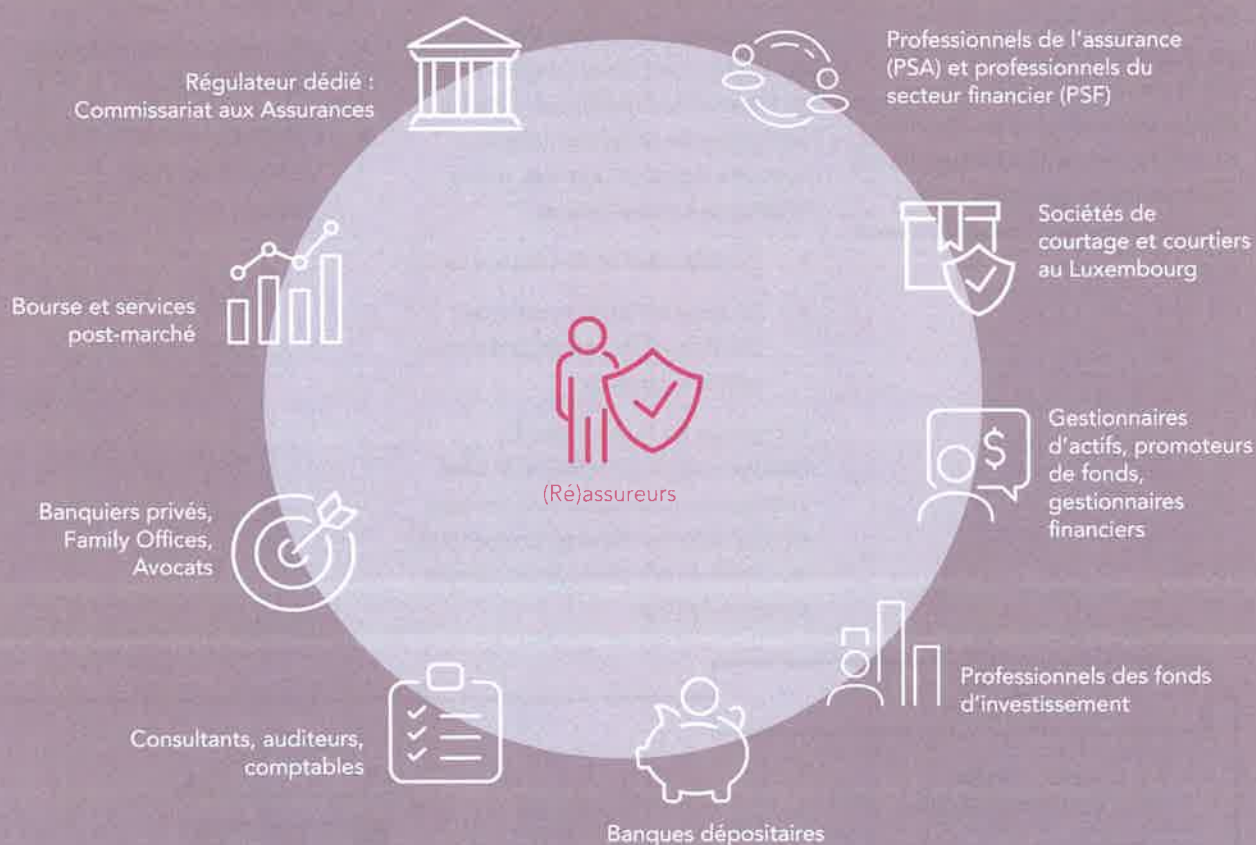 Régulateur dédié :
Commissariat aux Assurances
Professionnels de l'assurance
(PSA) et professionnels du
secteur financier (PSF)
Sociétés de
courtage et courtiers
au Luxembourg
Bourse et services
post-marché
(Ré)assureurs
Gestionnaires
d'actifs, promoteurs
de fonds,
gestionnaires
financiers
Banquiers privés,
Family Offices,
Avocats
Professionnels des fonds
d'investissement
Consultants, auditeurs,
comptables
Banques dépositaires